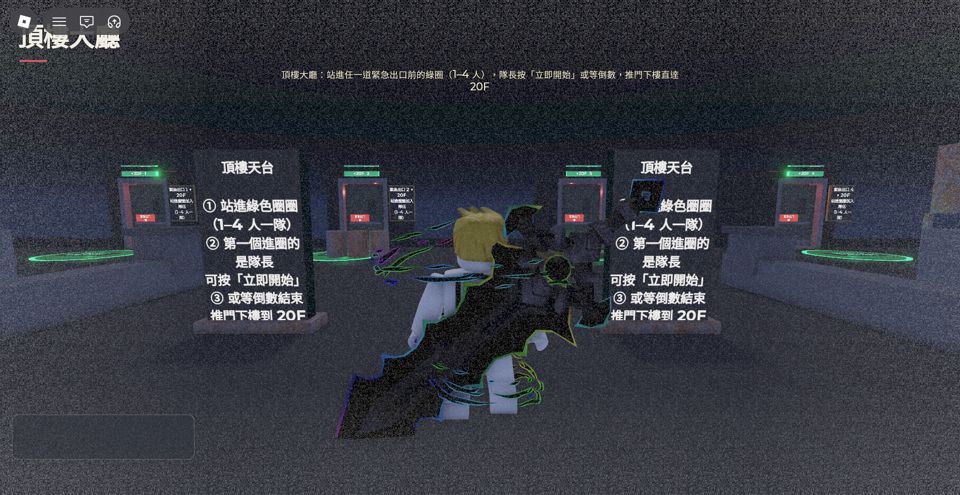 頂樓大廳
頂樓大廳：站進任一道緊急出口前的綠圈（1–4 人），隊長按「立即開始」或等倒數，推門下樓直達
20F
頂樓天台
① 站進綠色圈圈
（1–4 人一隊）
② 第一個進圈的
是隊長
可按「立即開始」
③ 或等倒數結束
推門下樓到 20F
頂樓天台
綠色圈圈
（1–4 人一隊）
② 第一個進圈的
是隊長
可按「立即開始」
③ 或等倒數結束
推門下樓到 20F